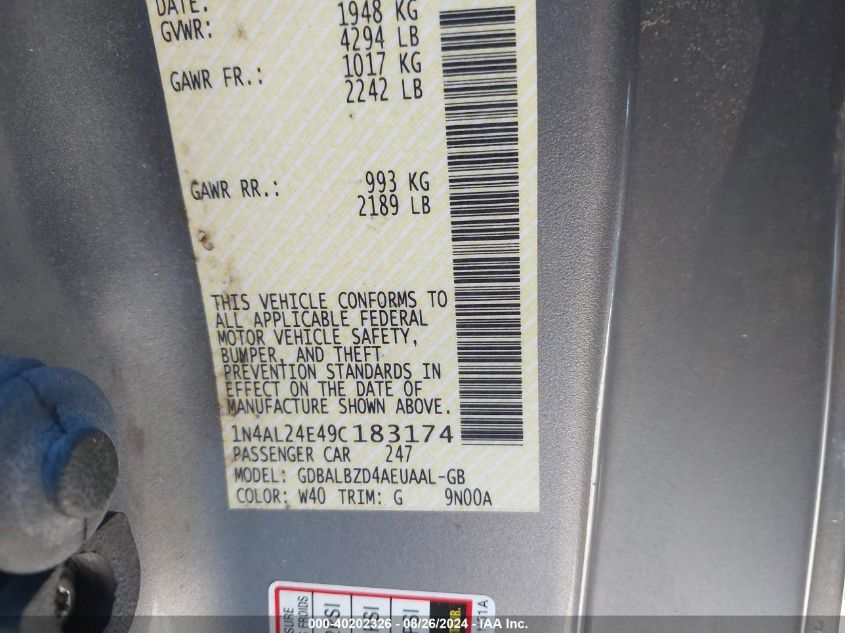 DATE:
GVWR: 1948 KG
4294 LB
GAWR FR.: 1017 KG
2242 LB
GAWR RR.: 993 KG
2189 LB
THIS VEHICLE CONFORMS TO
ALL APPLICABLE FEDERAL
MOTOR VEHICLE SAFETY,
BUMPER, AND THEFT
PREVENTION STANDARDS IN
EFFECT ON THE DATE OF
MANUFACTURE SHOWN ABOVE.
1N4AL24E49C183174
PASSENGER CAR 247
MODEL: GDBALBZD4AEUAAL-GB
COLOR: W40 TRIM: G 9N00A
000-40202326 - 08/26/2024 - IAA Inc.